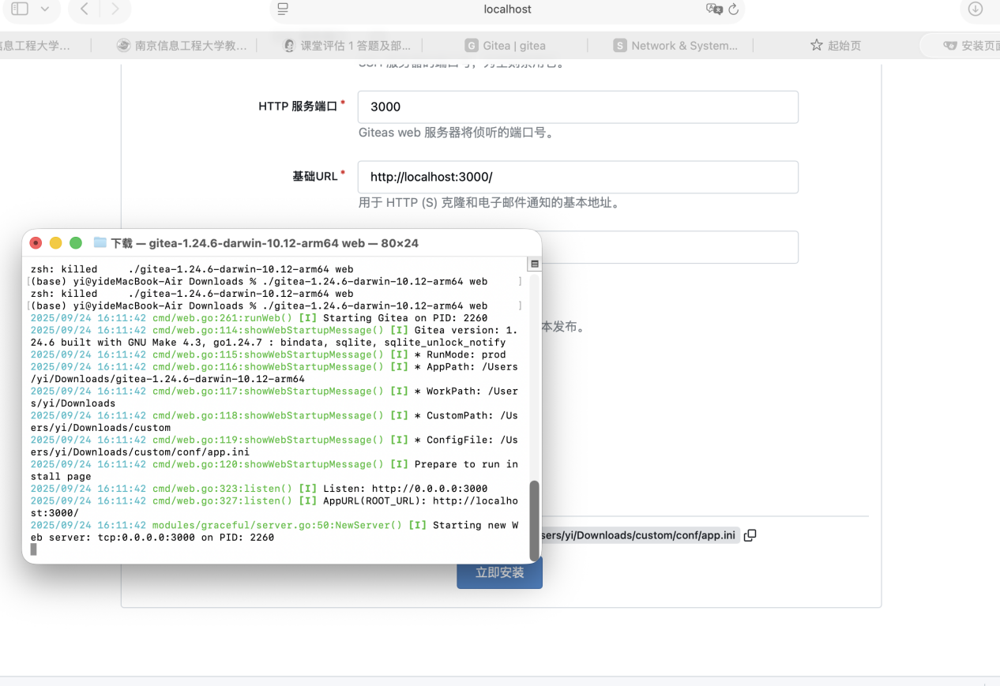 localhost
息工程大学...
南京信息工程大学教...
课堂评估 1 答题及部...
G Gitea | gitea
S Network & System...
起始页
安装页面
HTTP 服务端口*
3000
Giteas web 服务器将侦听的端口号。
基础URL*
http://localhost:3000/
用于 HTTP (S) 克隆和电子邮件通知的基本地址。
下载 — gitea-1.24.6-darwin-10.12-arm64 web — 80×24
zsh: killed     ./gitea-1.24.6-darwin-10.12-arm64 web
[(base) yi@yideMacBook-Air Downloads % ./gitea-1.24.6-darwin-10.12-arm64 web     ]
zsh: killed     ./gitea-1.24.6-darwin-10.12-arm64 web
[(base) yi@yideMacBook-Air Downloads % ./gitea-1.24.6-darwin-10.12-arm64 web     ]
2025/09/24 16:11:42 cmd/web.go:261:runWeb() [I] Starting Gitea on PID: 2260
2025/09/24 16:11:42 cmd/web.go:114:showWebStartupMessage() [I] Gitea version: 1.
24.6 built with GNU Make 4.3, go1.24.7 : bindata, sqlite, sqlite_unlock_notify
2025/09/24 16:11:42 cmd/web.go:115:showWebStartupMessage() [I] * RunMode: prod
2025/09/24 16:11:42 cmd/web.go:116:showWebStartupMessage() [I] * AppPath: /Users
/yi/Downloads/gitea-1.24.6-darwin-10.12-arm64
2025/09/24 16:11:42 cmd/web.go:117:showWebStartupMessage() [I] * WorkPath: /User
s/yi/Downloads
2025/09/24 16:11:42 cmd/web.go:118:showWebStartupMessage() [I] * CustomPath: /Us
ers/yi/Downloads/custom
2025/09/24 16:11:42 cmd/web.go:119:showWebStartupMessage() [I] * ConfigFile: /Us
ers/yi/Downloads/custom/conf/app.ini
2025/09/24 16:11:42 cmd/web.go:120:showWebStartupMessage() [I] Prepare to run in
stall page
2025/09/24 16:11:42 cmd/web.go:323:listen() [I] Listen: http://0.0.0.0:3000
2025/09/24 16:11:42 cmd/web.go:327:listen() [I] AppURL(ROOT_URL): http://localho
st:3000/
2025/09/24 16:11:42 modules/graceful/server.go:50:NewServer() [I] Starting new W
eb server: tcp:0.0.0.0:3000 on PID: 2260
本发布。
sers/yi/Downloads/custom/conf/app.ini
立即安装